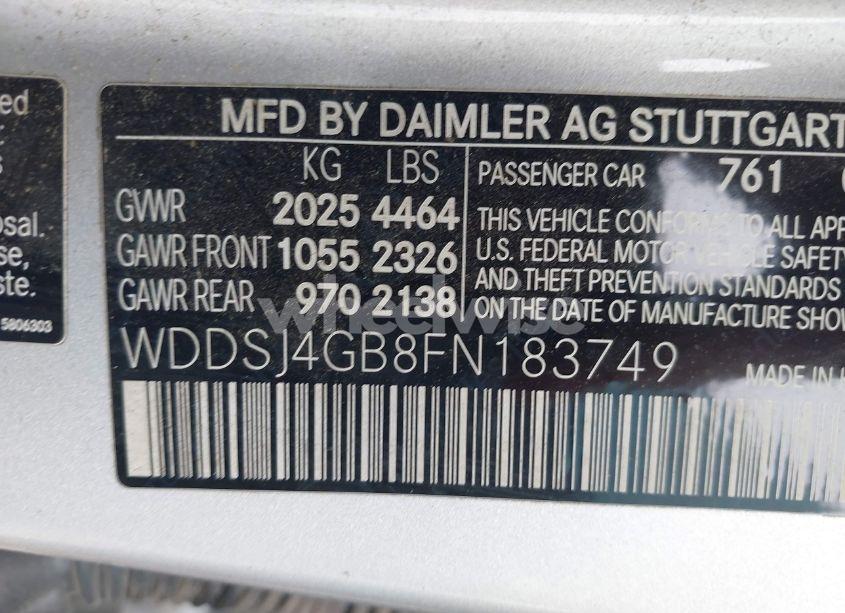 ed
osal.
se,
ste.
5806303
MFD BY DAIMLER AG STUTTGART
KG LBS
PASSENGER CAR 761
GVWR 2025 4464
GAWR FRONT 1055 2326
GAWR REAR 970 2138
THIS VEHICLE CONFORMS TO ALL APP
U.S. FEDERAL MOTOR VEHICLE SAFETY
AND THEFT PREVENTION STANDARDS
ON THE DATE OF MANUFACTURE SHOW
wheelwise
WDDSJ4GB8FN183749
MADE IN